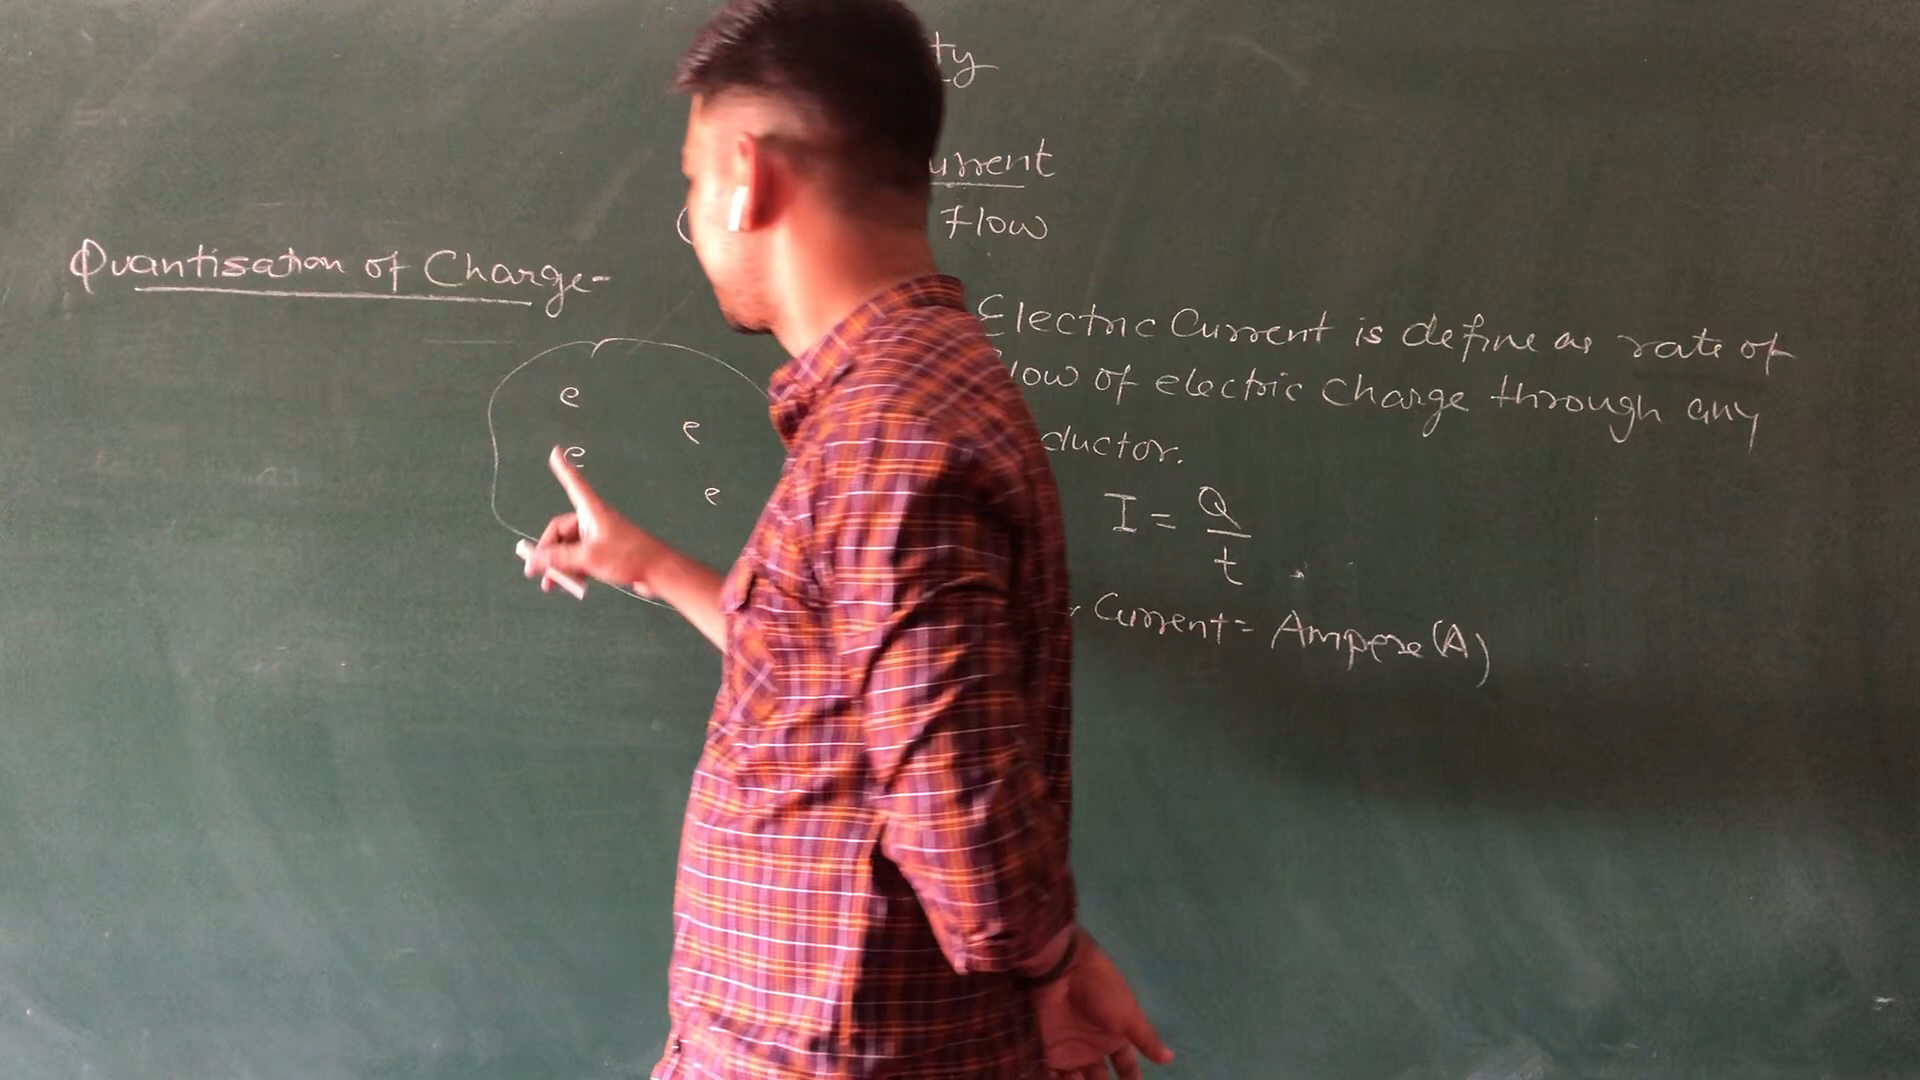 ty
urrent
Flow
Quantisation of Charge-
Electric Current is define as rate of
low of electric Charge through any
ductor.
e
e
e
e
I = Q
t
Current = Ampere (A)